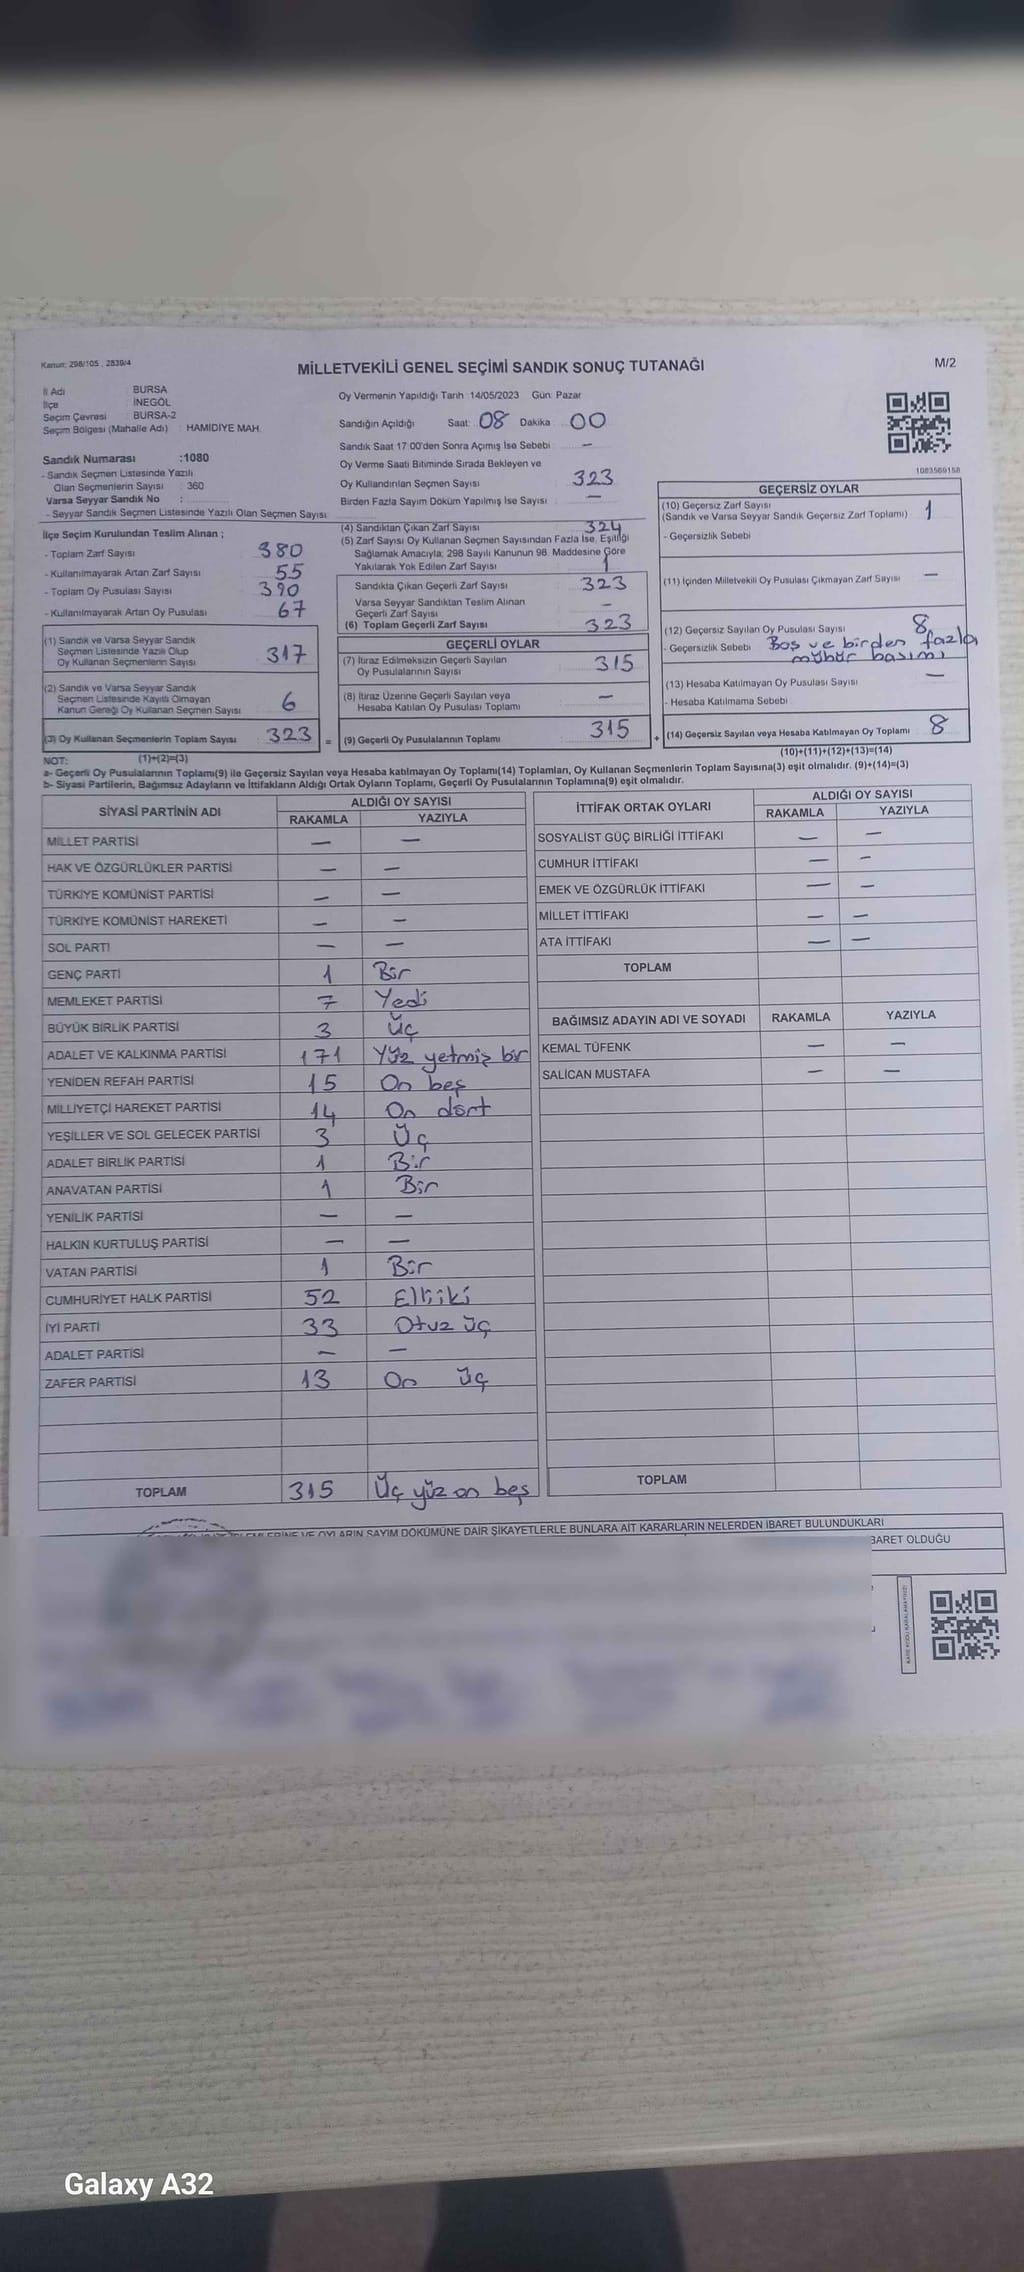 Kanun: 298/105 , 2839/4
MİLLETVEKİLİ GENEL SEÇİMİ SANDIK SONUÇ TUTANAĞI
M/2
İl Adı : BURSA
İlçe : İNEGÖL
Seçim Çevresi : BURSA-2
Seçim Bölgesi (Mahalle Adı) : HAMİDİYE MAH.
Sandık Numarası :1080
- Sandık Seçmen Listesinde Yazılı
Olan Seçmenlerin Sayısı : 360
Varsa Seyyar Sandık No :
- Seyyar Sandık Seçmen Listesinde Yazılı Olan Seçmen Sayısı
Oy Vermenin Yapıldığı Tarih :14/05/2023 Gün: Pazar
Sandığın Açıldığı Saat: 08 Dakika : 00
Sandık Saat 17:00'den Sonra Açımış İse Sebebi : —
Oy Verme Saati Bitiminde Sırada Bekleyen ve
Oy Kullandırılan Seçmen Sayısı : 323
Birden Fazla Sayım Döküm Yapılmış İse Sayısı : —
1083569158
İlçe Seçim Kurulundan Teslim Alınan ;
- Toplam Zarf Sayısı : 380
- Kullanılmayarak Artan Zarf Sayısı : 55
- Toplam Oy Pusulası Sayısı : 390
- Kullanılmayarak Artan Oy Pusulası : 67
(1) Sandık ve Varsa Seyyar Sandık
Seçmen Listesinde Yazılı Olup
Oy Kullanan Seçmenlerin Sayısı : 317
(2) Sandık ve Varsa Seyyar Sandık
Seçmen Listesinde Kayıtlı Olmayan
Kanun Gereği Oy Kullanan Seçmen Sayısı : 6
(3) Oy Kullanan Seçmenlerin Toplam Sayısı : 323 =
(4) Sandıktan Çıkan Zarf Sayısı : 324
(5) Zarf Sayısı Oy Kullanan Seçmen Sayısından Fazla İse, Eşitliği
Sağlamak Amacıyla; 298 Sayılı Kanunun 98. Maddesine Göre
Yakılarak Yok Edilen Zarf Sayısı : 1
Sandıkta Çıkan Geçerli Zarf Sayısı : 323
Varsa Seyyar Sandıktan Teslim Alınan
Geçerli Zarf Sayısı : —
(6) Toplam Geçerli Zarf Sayısı : 323
GEÇERLİ OYLAR
(7) İtiraz Edilmeksizin Geçerli Sayılan
Oy Pusulalarının Sayısı : 315
(8) İtiraz Üzerine Geçerli Sayılan veya
Hesaba Katılan Oy Pusulası Toplamı : —
(9) Geçerli Oy Pusulalarının Toplamı : 315 +
GEÇERSİZ OYLAR
(10) Geçersiz Zarf Sayısı
(Sandık ve Varsa Seyyar Sandık Geçersiz Zarf Toplamı) : 1
- Geçersizlik Sebebi
(11) İçinden Milletvekili Oy Pusulası Çıkmayan Zarf Sayısı : —
(12) Geçersiz Sayılan Oy Pusulası Sayısı : 8
- Geçersizlik Sebebi : Boş ve birden fazla
mühür basımı
(13) Hesaba Katılmayan Oy Pusulası Sayısı : —
- Hesaba Katılmama Sebebi
(14) Geçersiz Sayılan veya Hesaba Katılmayan Oy Toplamı : 8
NOT: (1)+(2)=(3)
(10)+(11)+(12)+(13)=(14)
a- Geçerli Oy Pusulalarının Toplamı(9) ile Geçersiz Sayılan veya Hesaba katılmayan Oy Toplamı(14) Toplamları, Oy Kullanan Seçmenlerin Toplam Sayısına(3) eşit olmalıdır. (9)+(14)=(3)
b- Siyasi Partilerin, Bağımsız Adayların ve İttifakların Aldığı Ortak Oyların Toplamı, Geçerli Oy Pusulalarının Toplamına(9) eşit olmalıdır.
SİYASİ PARTİNİN ADI ALDIĞI OY SAYISI
RAKAMLA YAZIYLA
MİLLET PARTİSİ — —
HAK VE ÖZGÜRLÜKLER PARTİSİ — —
TÜRKİYE KOMÜNİST PARTİSİ — —
TÜRKİYE KOMÜNİST HAREKETİ — —
SOL PARTİ — —
GENÇ PARTİ 1 Bir
MEMLEKET PARTİSİ 7 Yedi
BÜYÜK BİRLİK PARTİSİ 3 Üç
ADALET VE KALKINMA PARTİSİ 171 Yüz yetmiş bir
YENİDEN REFAH PARTİSİ 15 On beş
MİLLİYETÇİ HAREKET PARTİSİ 14 On dört
YEŞİLLER VE SOL GELECEK PARTİSİ 3 Üç
ADALET BİRLİK PARTİSİ 1 Bir
ANAVATAN PARTİSİ 1 Bir
YENİLİK PARTİSİ — —
HALKIN KURTULUŞ PARTİSİ — —
VATAN PARTİSİ 1 Bir
CUMHURİYET HALK PARTİSİ 52 Elliiki
İYİ PARTİ 33 Otuz üç
ADALET PARTİSİ — —
ZAFER PARTİSİ 13 On üç
TOPLAM 315 Üç yüz on beş
İTTİFAK ORTAK OYLARI ALDIĞI OY SAYISI
RAKAMLA YAZIYLA
SOSYALİST GÜÇ BİRLİĞİ İTTİFAKI — —
CUMHUR İTTİFAKI — —
EMEK VE ÖZGÜRLÜK İTTİFAKI — —
MİLLET İTTİFAKI — —
ATA İTTİFAKI — —
TOPLAM
BAĞIMSIZ ADAYIN ADI VE SOYADI RAKAMLA YAZIYLA
KEMAL TÜFENK — —
SALİCAN MUSTAFA — —
TOPLAM
VE OYLARIN SAYIM DÖKÜMÜNE DAİR ŞİKAYETLERLE BUNLARA AİT KARARLARIN NELERDEN İBARET BULUNDUKLARI
BARET OLDUĞU
KARE KODU KARALAMAYINIZ!
Galaxy A32